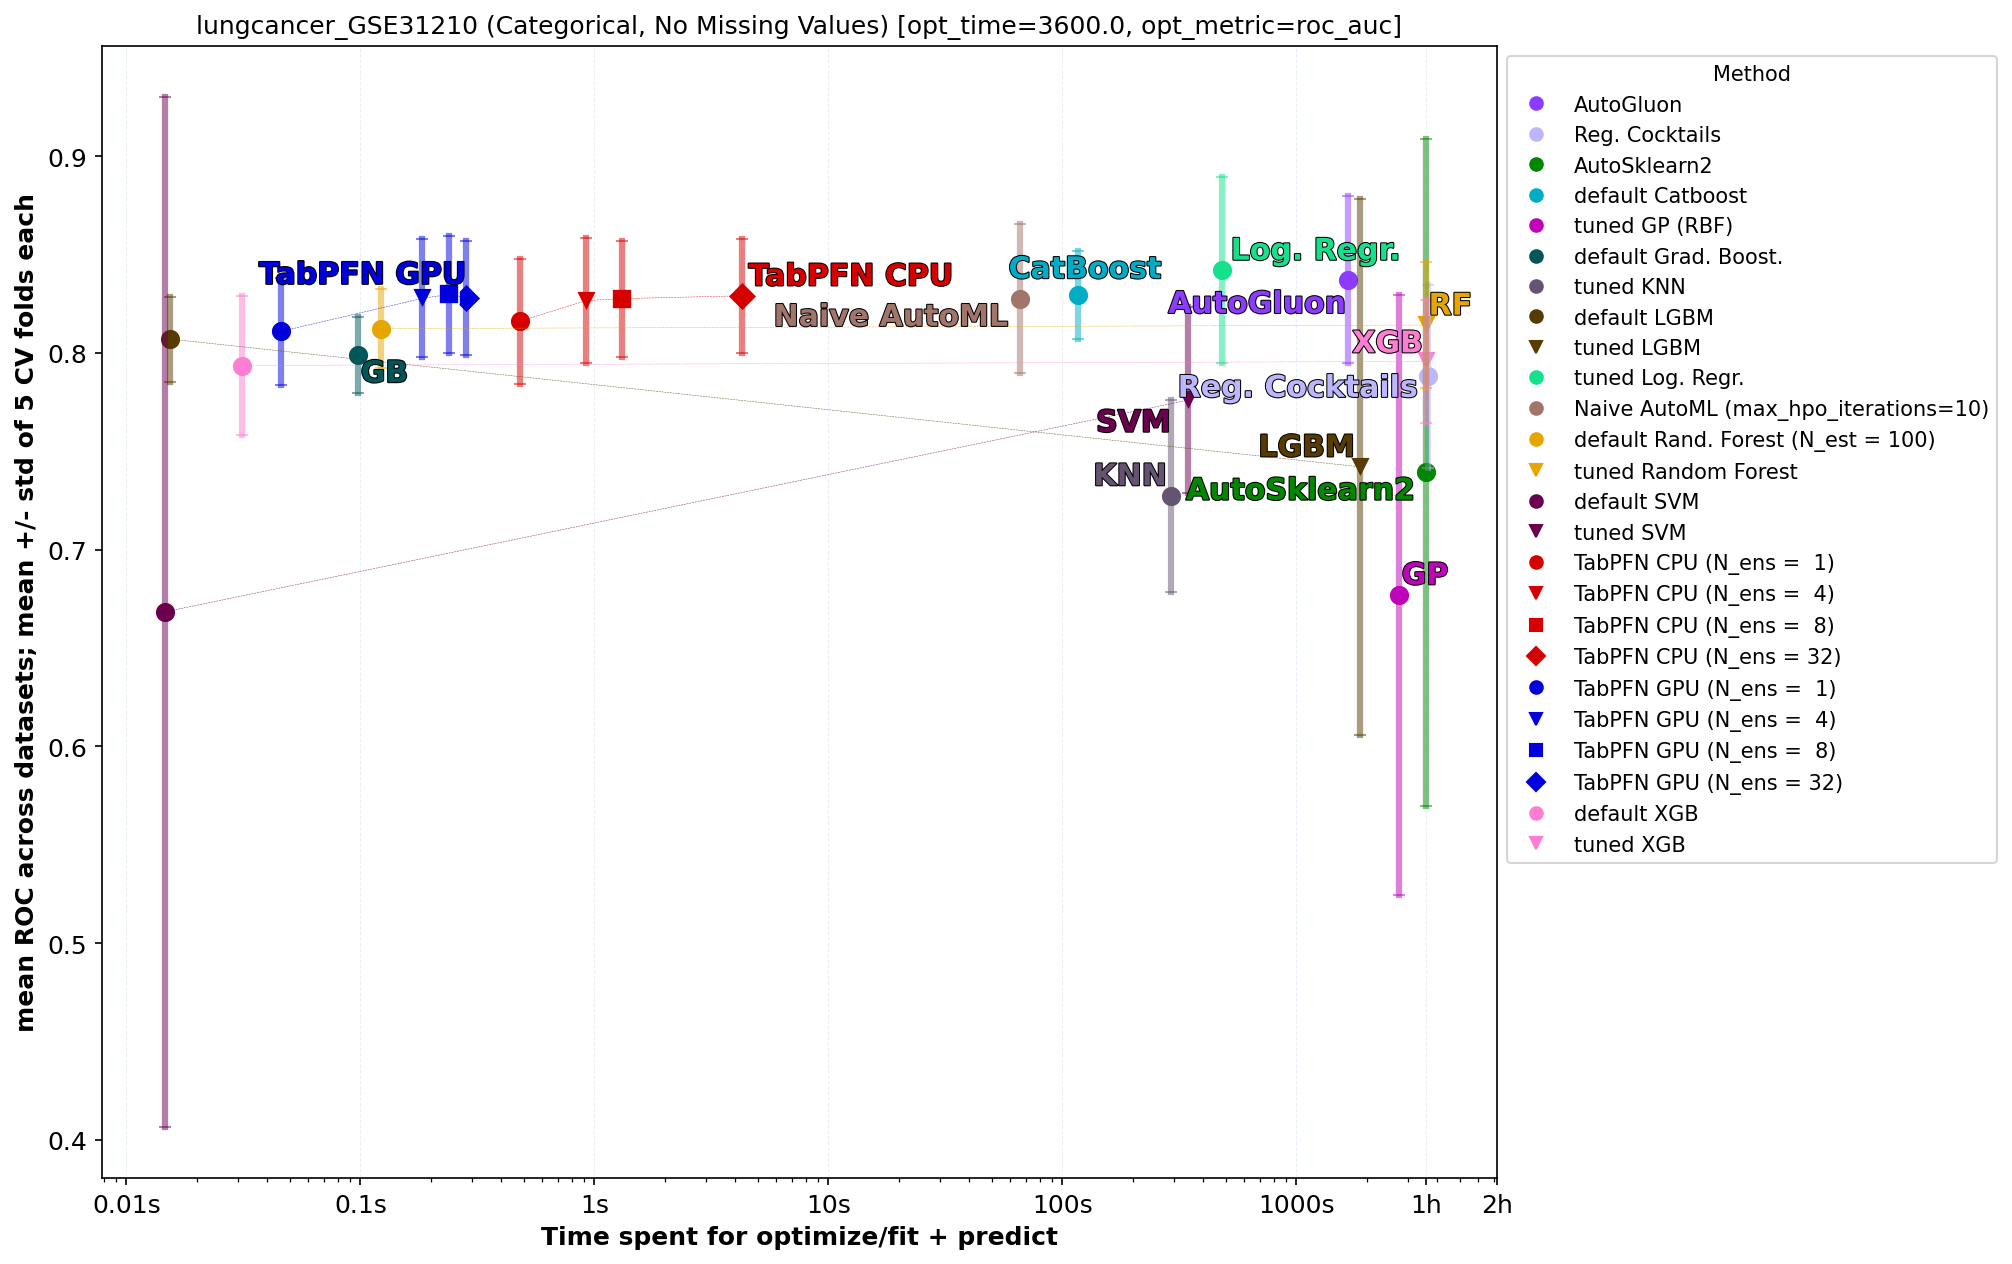 lungcancer_GSE31210 (Categorical, No Missing Values) [opt_time=3600.0, opt_metric=roc_auc]
mean ROC across datasets; mean +/- std of 5 CV folds each
0.9
0.8
0.7
0.6
0.5
0.4
TabPFN GPU
TabPFN CPU
CatBoost
Log. Regr.
Naive AutoML
AutoGluon
RF
XGB
GB
Reg. Cocktails
SVM
LGBM
KNN
AutoSklearn2
GP
0.01s 0.1s 1s 10s 100s 1000s 1h 2h
Time spent for optimize/fit + predict
Method
AutoGluon
Reg. Cocktails
AutoSklearn2
default Catboost
tuned GP (RBF)
default Grad. Boost.
tuned KNN
default LGBM
tuned LGBM
tuned Log. Regr.
Naive AutoML (max_hpo_iterations=10)
default Rand. Forest (N_est = 100)
tuned Random Forest
default SVM
tuned SVM
TabPFN CPU (N_ens =  1)
TabPFN CPU (N_ens =  4)
TabPFN CPU (N_ens =  8)
TabPFN CPU (N_ens = 32)
TabPFN GPU (N_ens =  1)
TabPFN GPU (N_ens =  4)
TabPFN GPU (N_ens =  8)
TabPFN GPU (N_ens = 32)
default XGB
tuned XGB